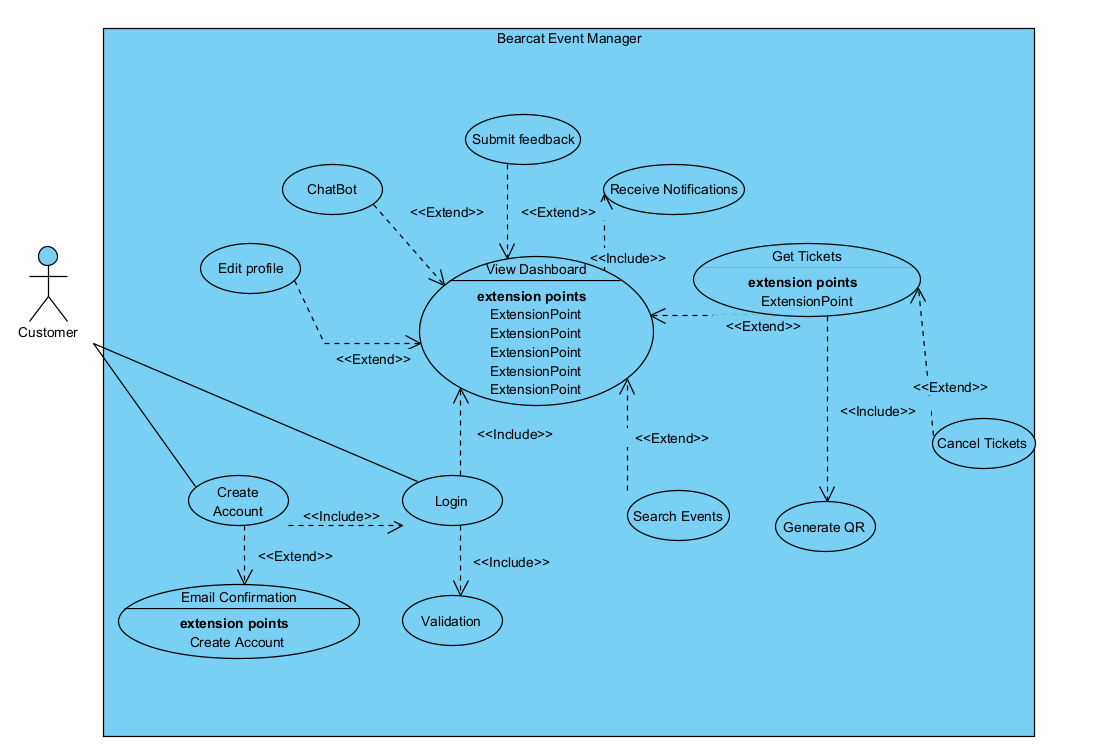 Bearcat Event Manager
Submit feedback
ChatBot
Receive Notifications
<<Extend>>
<<Extend>>
Edit profile
<<Include>>
Get Tickets
extension points
ExtensionPoint
View Dashboard
extension points
ExtensionPoint
ExtensionPoint
ExtensionPoint
ExtensionPoint
ExtensionPoint
Customer
<<Extend>>
<<Extend>>
<<Extend>>
<<Include>>
<<Include>>
<<Extend>>
Cancel Tickets
Create
Account
Login
<<Include>>
Search Events
Generate QR
<<Extend>>
<<Include>>
Email Confirmation
extension points
Create Account
Validation